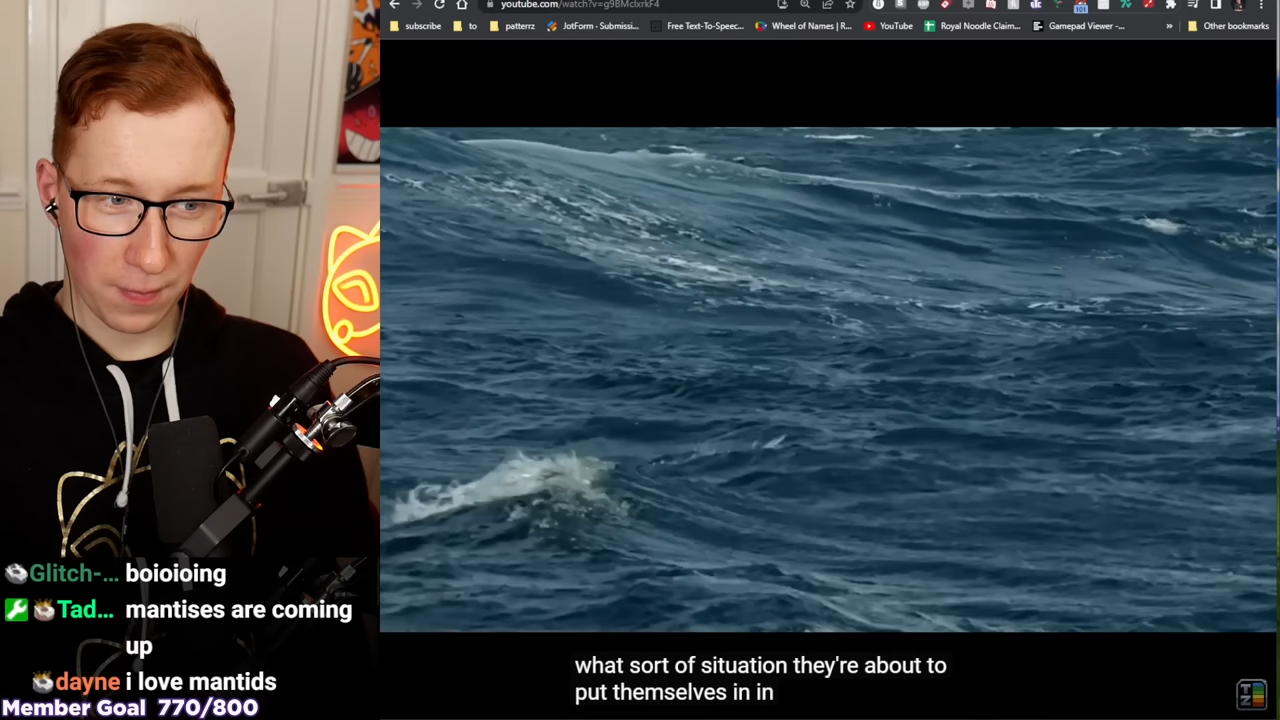 youtube.com/watch?v=g9BMclxrkF4
subscribe
to
patterrz
JotForm - Submissi...
Free Text-To-Speec...
Wheel of Names | R...
YouTube
Royal Noodle Claim...
Gamepad Viewer -...
»
Other bookmarks
Glitch-... boioioing
Tad... mantises are coming
up
dayne i love mantids
Member Goal 770/800
what sort of situation they're about to
put themselves in in
TZ